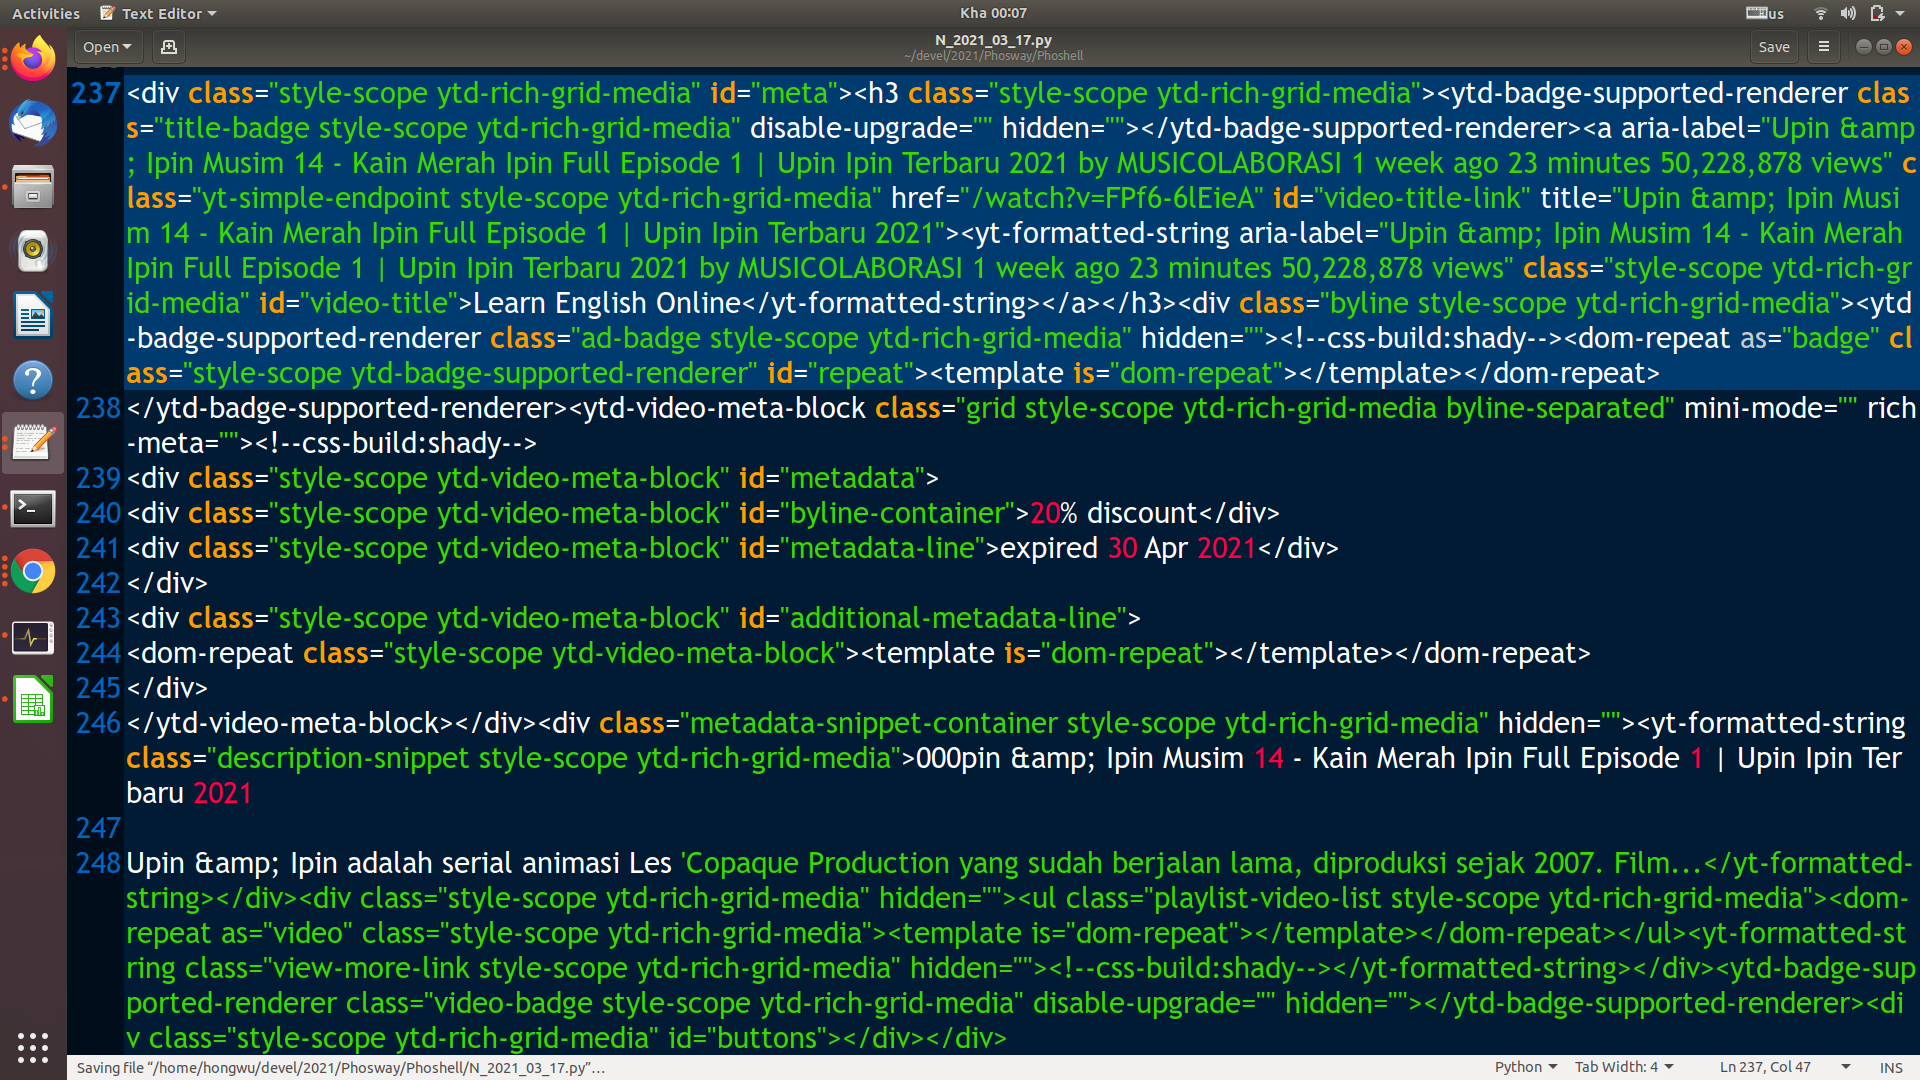 Activities
Text Editor
Kha 00:07
us
Open
N_2021_03_17.py
~/devel/2021/Phosway/Phoshell
Save
237 <div class="style-scope ytd-rich-grid-media" id="meta"><h3 class="style-scope ytd-rich-grid-media"><ytd-badge-supported-renderer clas
s="title-badge style-scope ytd-rich-grid-media" disable-upgrade="" hidden=""></ytd-badge-supported-renderer><a aria-label="Upin &amp
; Ipin Musim 14 - Kain Merah Ipin Full Episode 1 | Upin Ipin Terbaru 2021 by MUSICOLABORASI 1 week ago 23 minutes 50,228,878 views" c
lass="yt-simple-endpoint style-scope ytd-rich-grid-media" href="/watch?v=FPf6-6lEieA" id="video-title-link" title="Upin &amp; Ipin Musi
m 14 - Kain Merah Ipin Full Episode 1 | Upin Ipin Terbaru 2021"><yt-formatted-string aria-label="Upin &amp; Ipin Musim 14 - Kain Merah
Ipin Full Episode 1 | Upin Ipin Terbaru 2021 by MUSICOLABORASI 1 week ago 23 minutes 50,228,878 views" class="style-scope ytd-rich-gr
id-media" id="video-title">Learn English Online</yt-formatted-string></a></h3><div class="byline style-scope ytd-rich-grid-media"><ytd
-badge-supported-renderer class="ad-badge style-scope ytd-rich-grid-media" hidden=""><!--css-build:shady--><dom-repeat as="badge" cl
ass="style-scope ytd-badge-supported-renderer" id="repeat"><template is="dom-repeat"></template></dom-repeat>
238 </ytd-badge-supported-renderer><ytd-video-meta-block class="grid style-scope ytd-rich-grid-media byline-separated" mini-mode="" rich
-meta=""><!--css-build:shady-->
239 <div class="style-scope ytd-video-meta-block" id="metadata">
240 <div class="style-scope ytd-video-meta-block" id="byline-container">20% discount</div>
241 <div class="style-scope ytd-video-meta-block" id="metadata-line">expired 30 Apr 2021</div>
242 </div>
243 <div class="style-scope ytd-video-meta-block" id="additional-metadata-line">
244 <dom-repeat class="style-scope ytd-video-meta-block"><template is="dom-repeat"></template></dom-repeat>
245 </div>
246 </ytd-video-meta-block></div><div class="metadata-snippet-container style-scope ytd-rich-grid-media" hidden=""><yt-formatted-string
class="description-snippet style-scope ytd-rich-grid-media">000pin &amp; Ipin Musim 14 - Kain Merah Ipin Full Episode 1 | Upin Ipin Ter
baru 2021
247
248 Upin &amp; Ipin adalah serial animasi Les 'Copaque Production yang sudah berjalan lama, diproduksi sejak 2007. Film...</yt-formatted-
string></div><div class="style-scope ytd-rich-grid-media" hidden=""><ul class="playlist-video-list style-scope ytd-rich-grid-media"><dom-
repeat as="video" class="style-scope ytd-rich-grid-media"><template is="dom-repeat"></template></dom-repeat></ul><yt-formatted-st
ring class="view-more-link style-scope ytd-rich-grid-media" hidden=""><!--css-build:shady--></yt-formatted-string></div><ytd-badge-sup
ported-renderer class="video-badge style-scope ytd-rich-grid-media" disable-upgrade="" hidden=""></ytd-badge-supported-renderer><di
v class="style-scope ytd-rich-grid-media" id="buttons"></div></div>
Saving file “/home/hongwu/devel/2021/Phosway/Phoshell/N_2021_03_17.py”...
Python
Tab Width: 4
Ln 237, Col 47
INS